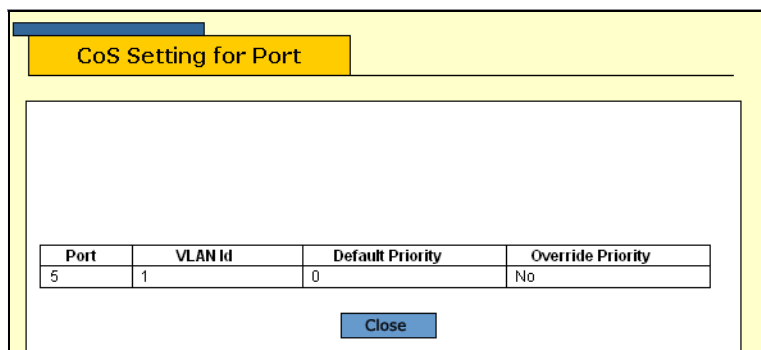 CoS Setting for Port
Port VLAN Id Default Priority Override Priority
5 1 0 No
Close